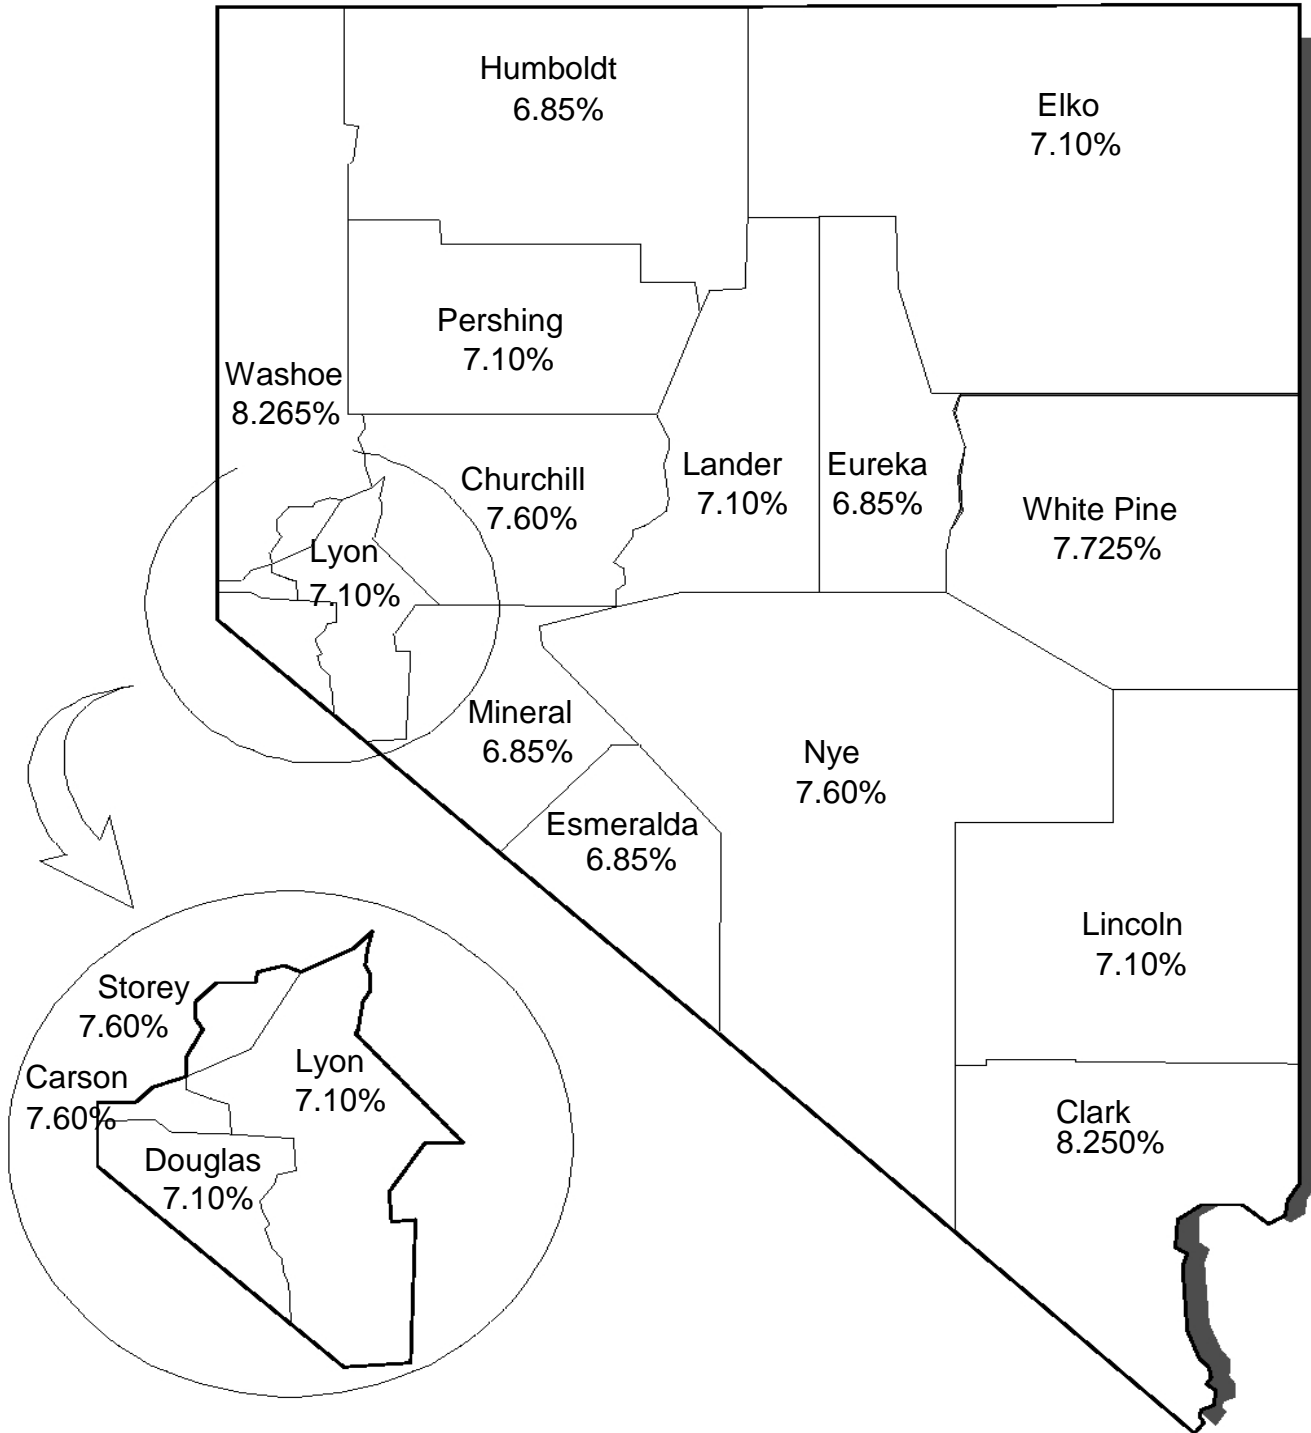 Humboldt
6.85%
Elko
7.10%
Pershing
7.10%
Washoe
8.265%
Churchill
7.60%
Lander
7.10%
Eureka
6.85%
White Pine
7.725%
Lyon
7.10%
Mineral
6.85%
Nye
7.60%
Esmeralda
6.85%
Lincoln
7.10%
Storey
7.60%
Carson
7.60%
Lyon
7.10%
Douglas
7.10%
Clark
8.250%